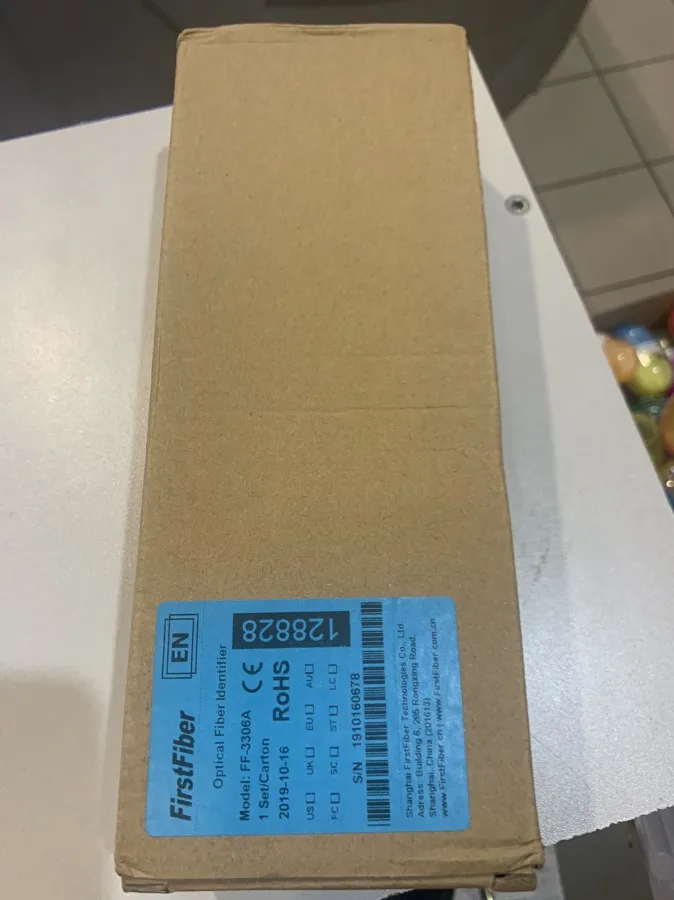 FirstFiber
EN
Optical Fiber Identifier
Model: FF-3306A
1 Set/Carton
2019-10-16
CE
RoHS
128828
US□ UK□ EU□ AU□
FC□ SC□ ST□ LC□
S/N 1910160678
Shanghai FirstFiber Technologies Co., Ltd
Adress: Building 6, 285 Rongxing Road,
Shanghai, China (201613)
www.FirstFiber.cn | www.FirstFiber.com.cn